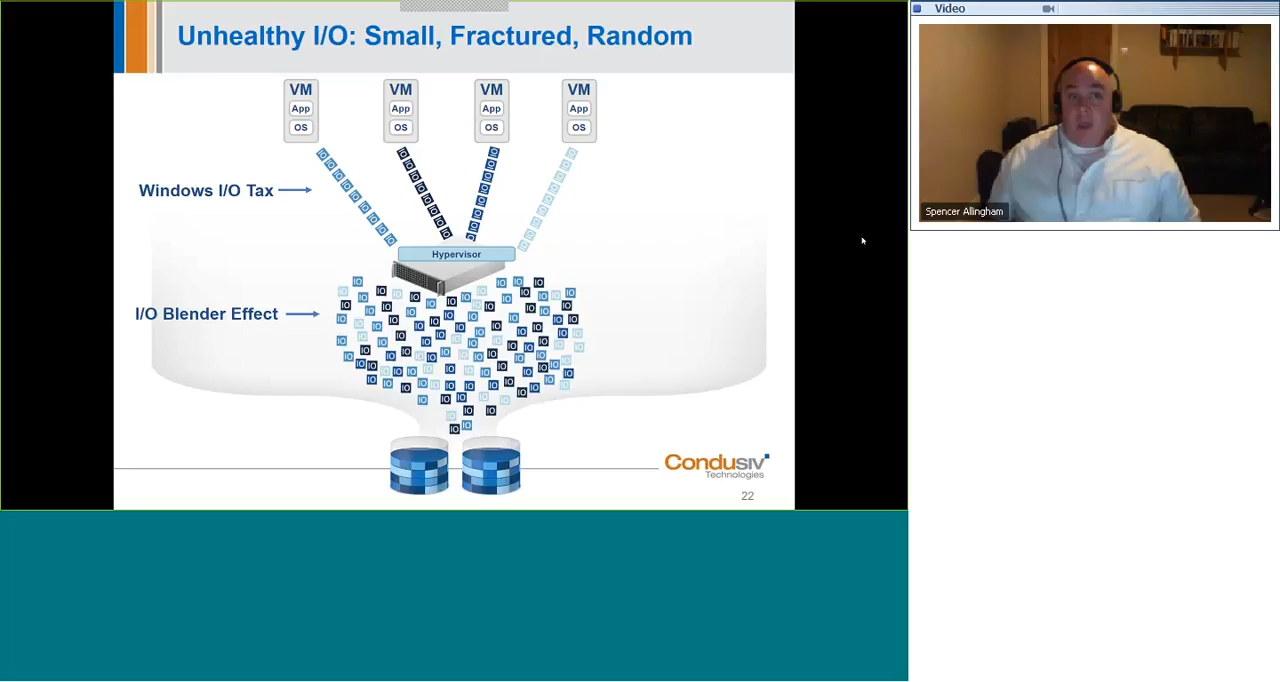 Unhealthy I/O: Small, Fractured, Random
VM VM VM VM
App App App App
OS OS OS OS
Windows I/O Tax
Hypervisor
I/O Blender Effect
Condusiv
Technologies
22
Video
Spencer Allingham